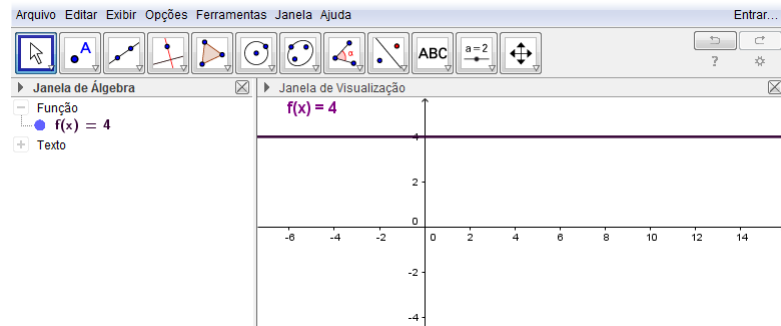 Arquivo Editar Exibir Opções Ferramentas Janela Ajuda Entrar...
A α ABC a=2 ?
Janela de Álgebra Janela de Visualização
Função
f(x) = 4
Texto
f(x) = 4
4
2
0
-6 -4 -2 0 2 4 6 8 10 12 14
-2
-4